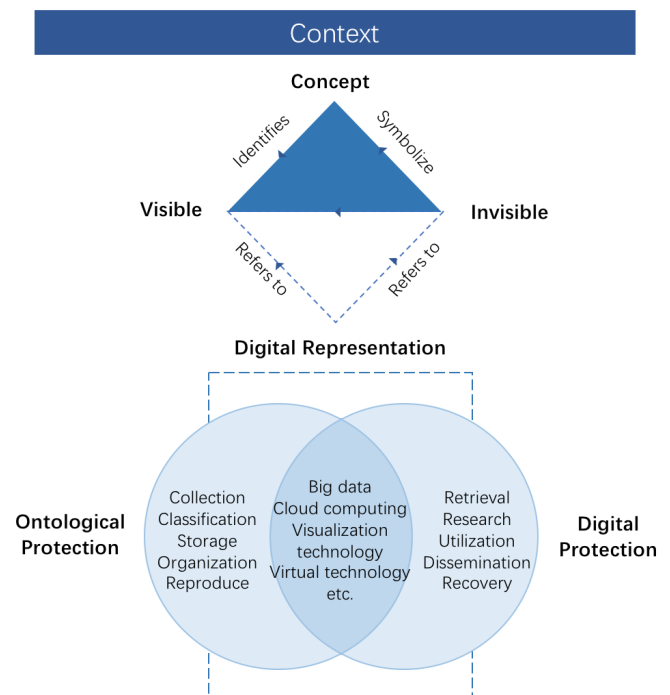 Context
Concept
Identifies
Symbolize
Visible
Invisible
Refers to
Refers to
Digital Representation
Ontological
Protection
Collection
Classification
Storage
Organization
Reproduce
Big data
Cloud computing
Visualization
technology
Virtual technology
etc.
Retrieval
Research
Utilization
Dissemination
Recovery
Digital
Protection